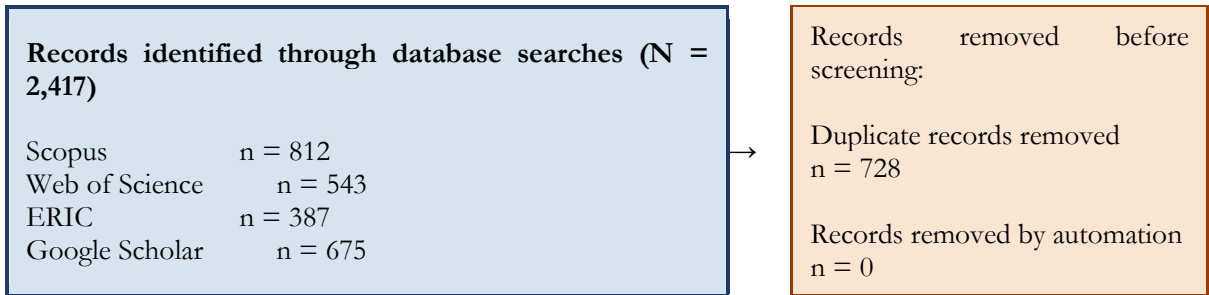 Records identified through database searches (N =
2,417)
Scopus n = 812
Web of Science n = 543
ERIC n = 387
Google Scholar n = 675
→
Records removed before
screening:
Duplicate records removed
n = 728
Records removed by automation
n = 0